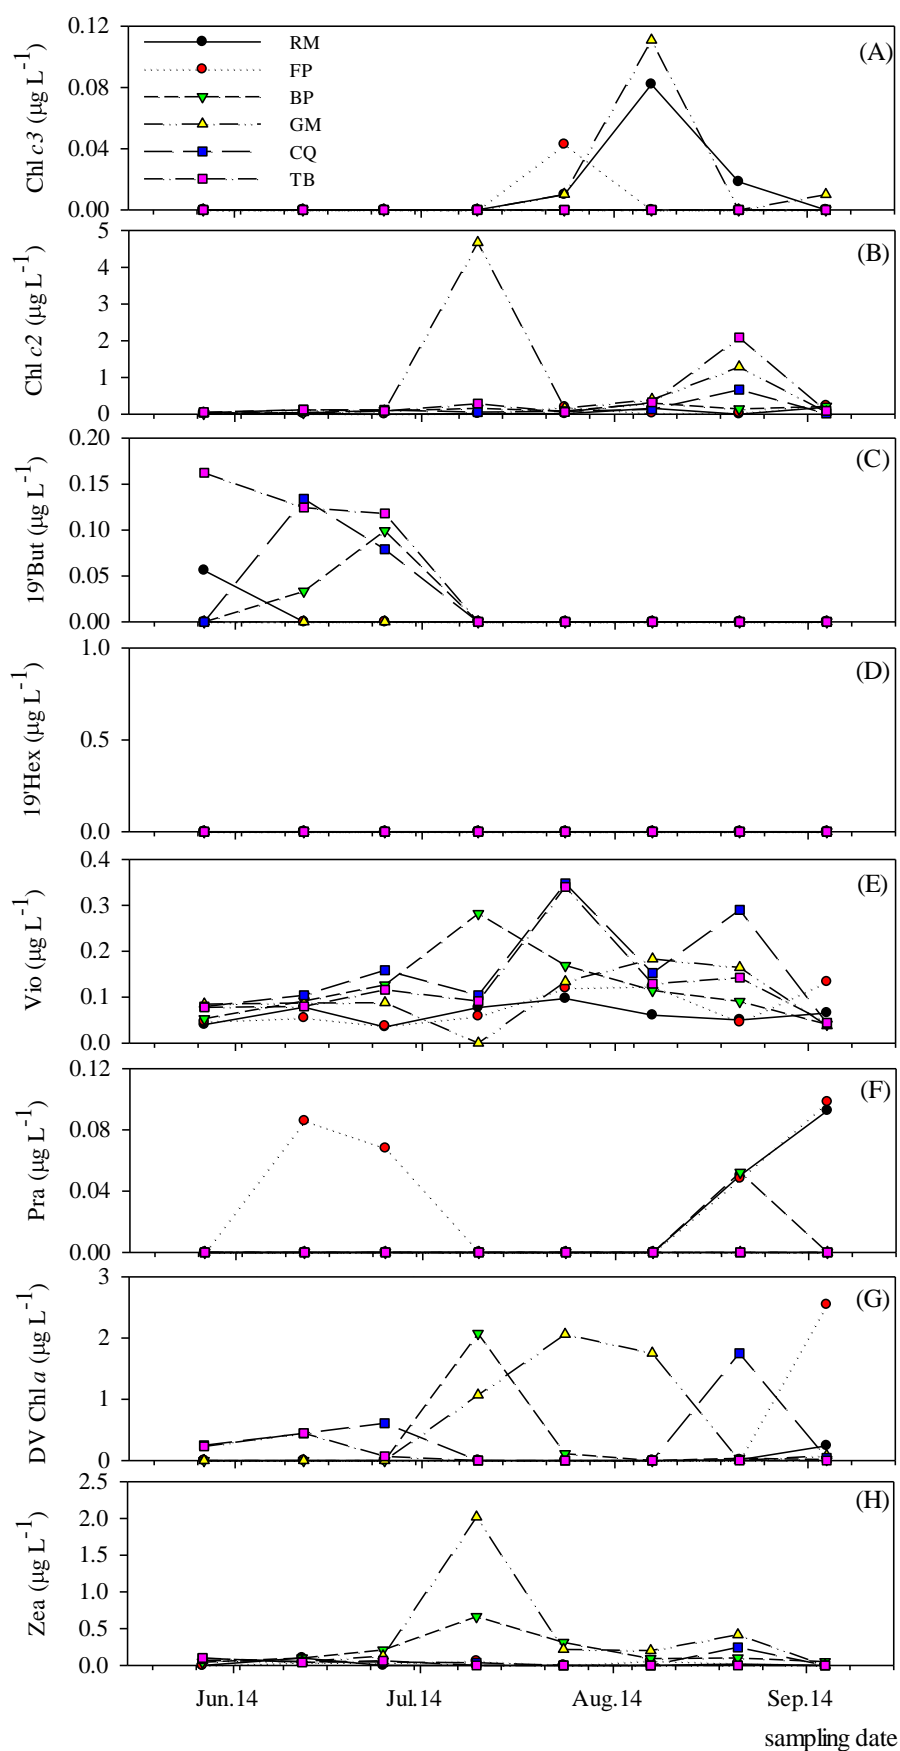 0.12
(A)
RM
FP
0.08
BP
GM
0.04
CQ
TB
0.00
Chl c3 (μg L-1)
5
(B)
4
3
2
1
0
Chl c2 (μg L-1)
0.20
(C)
0.15
0.10
0.05
0.00
19'But (μg L-1)
1.0
(D)
0.5
0.0
19'Hex (μg L-1)
0.4
(E)
0.3
0.2
0.1
0.0
Vio (μg L-1)
0.12
(F)
0.08
0.04
0.00
Pra (μg L-1)
3
(G)
2
1
0
DV Chl a (μg L-1)
2.5
(H)
2.0
1.5
1.0
0.5
0.0
Zea (μg L-1)
Jun.14 Jul.14 Aug.14 Sep.14
sampling date